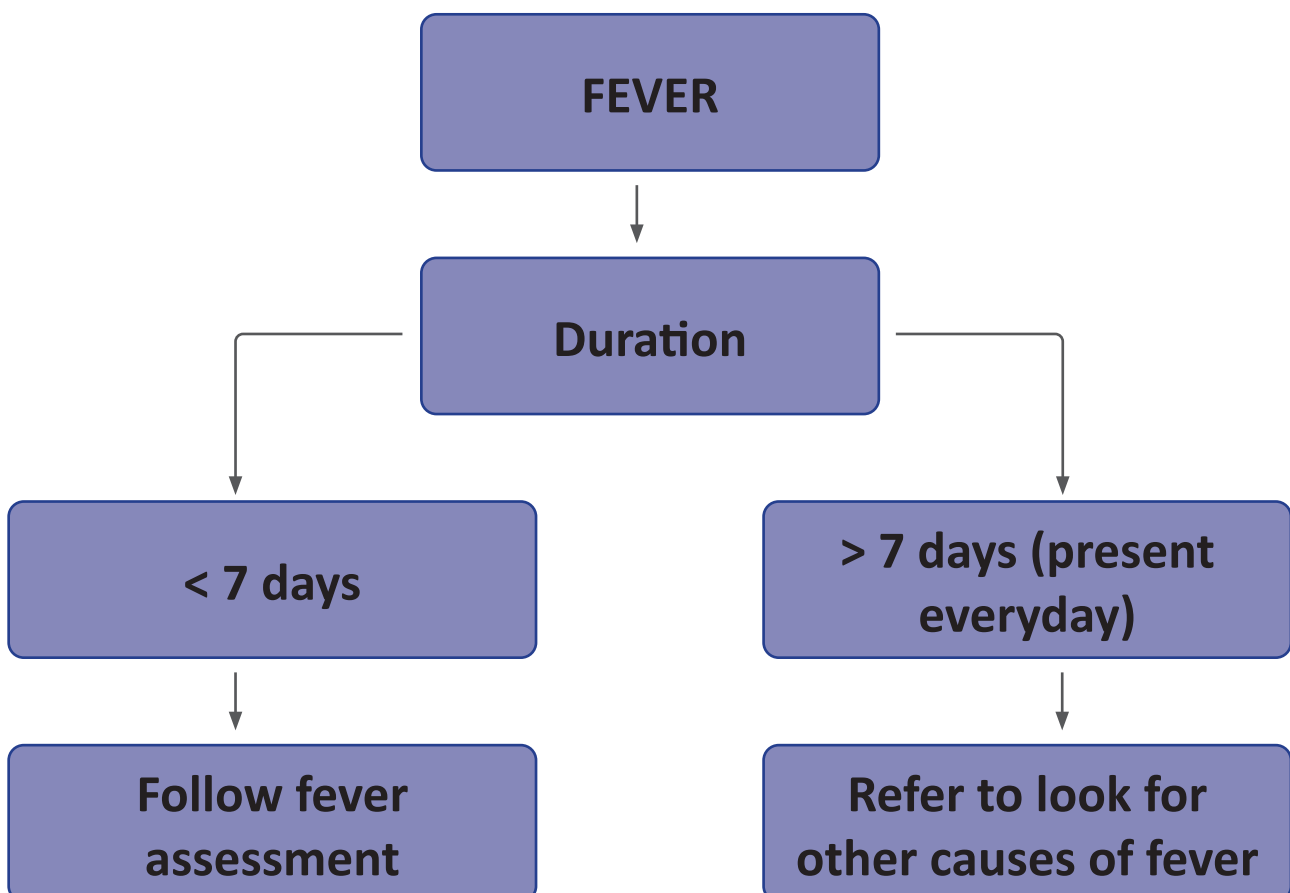 FEVER
Duration
< 7 days
> 7 days (present
everyday)
Follow fever
assessment
Refer to look for
other causes of fever